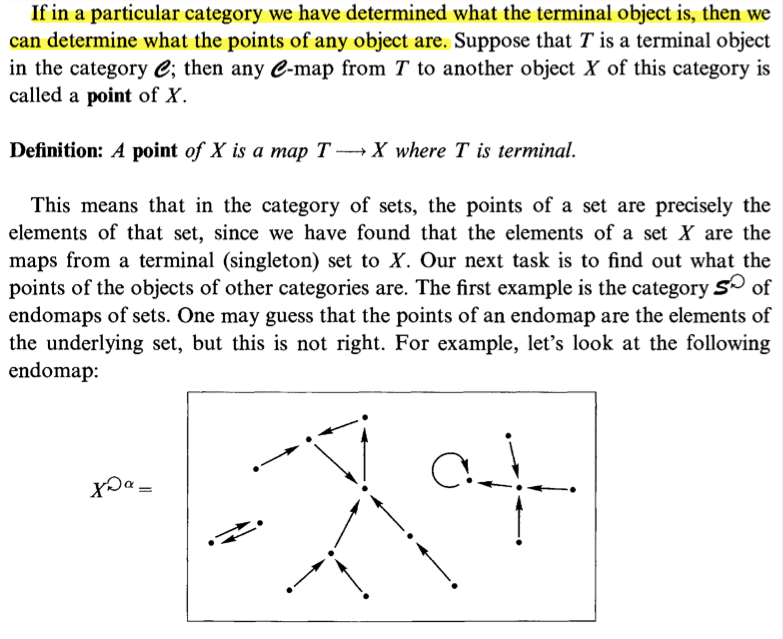 If in a particular category we have determined what the terminal object is, then we
can determine what the points of any object are. Suppose that T is a terminal object
in the category 𝒞; then any 𝒞-map from T to another object X of this category is
called a point of X.
Definition: A point of X is a map T ⟶ X where T is terminal.
This means that in the category of sets, the points of a set are precisely the
elements of that set, since we have found that the elements of a set X are the
maps from a terminal (singleton) set to X. Our next task is to find out what the
points of the objects of other categories are. The first example is the category 𝑺↻ of
endomaps of sets. One may guess that the points of an endomap are the elements of
the underlying set, but this is not right. For example, let's look at the following
endomap:
X↻α =